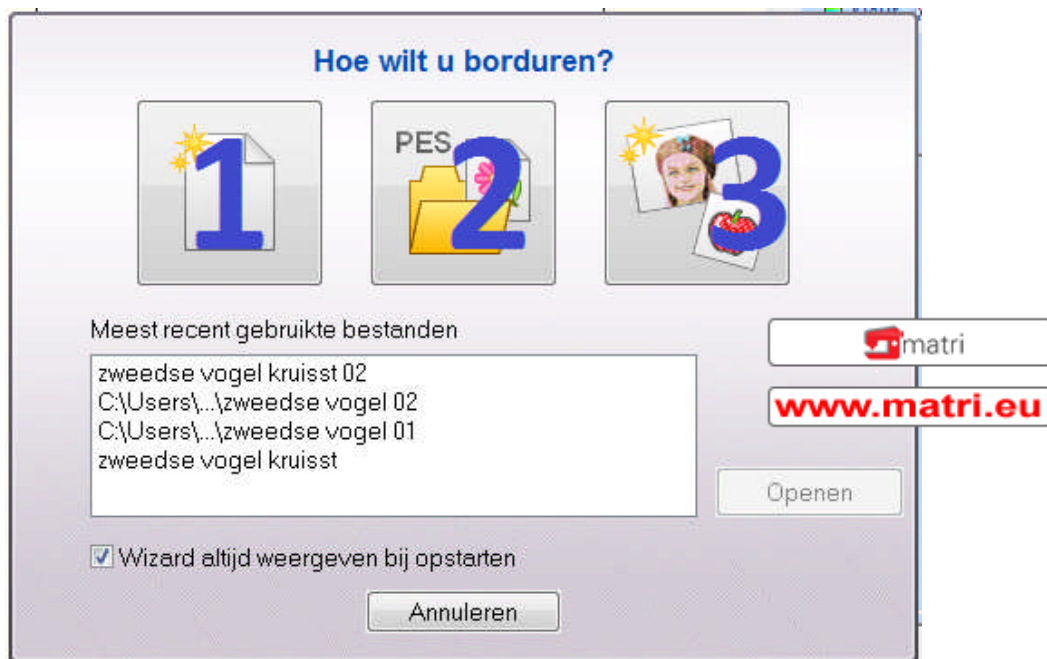 Hoe wilt u borduren?
1
PES
2
3
Meest recent gebruikte bestanden
zweedse vogel kruisst 02
C:\Users\...\zweedse vogel 02
C:\Users\...\zweedse vogel 01
zweedse vogel kruisst
matri
www.matri.eu
Openen
Wizard altijd weergeven bij opstarten
Annuleren